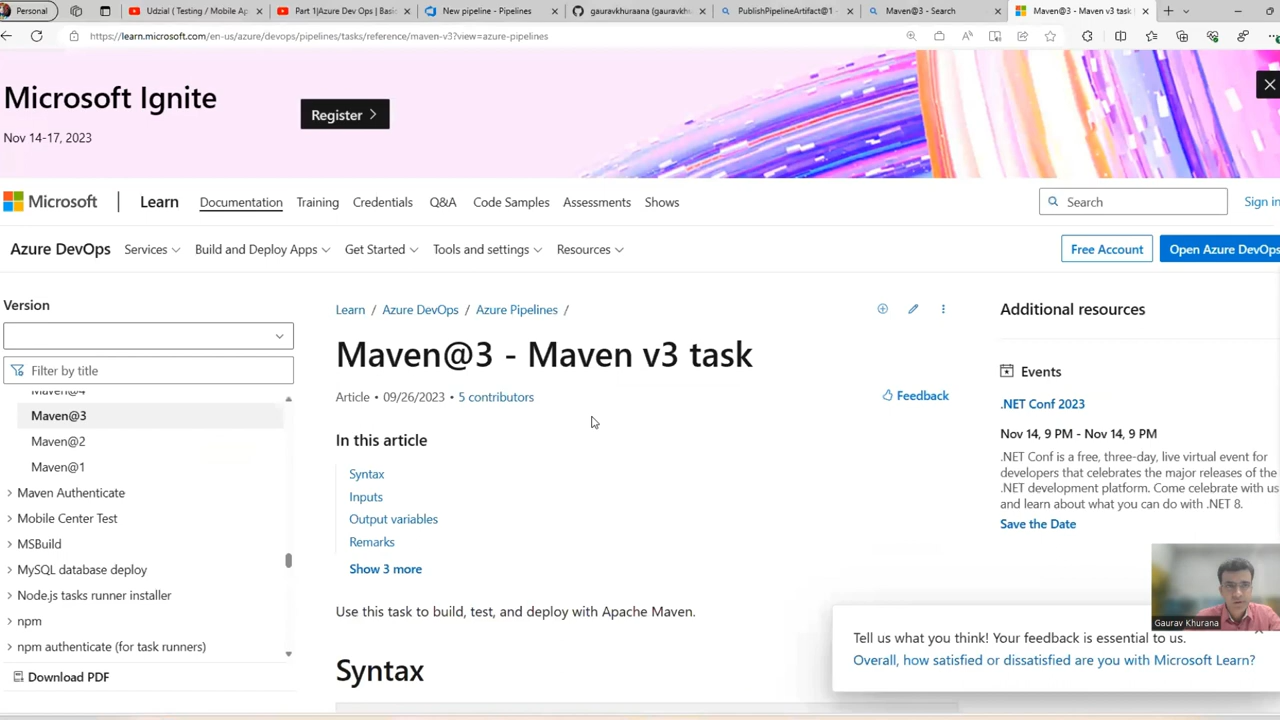 Personal
Udzial ( Testing / Mobile Ap
Part 1|Azure Dev Ops | Basic
New pipeline - Pipelines
gauravkhuraana (gauravkhu
PublishPipelineArtifact@1 -
Maven@3 - Search
Maven@3 - Maven v3 task
https://learn.microsoft.com/en-us/azure/devops/pipelines/tasks/reference/maven-v3?view=azure-pipelines
Microsoft Ignite
Register
Nov 14-17, 2023
Microsoft
Learn
Documentation
Training
Credentials
Q&A
Code Samples
Assessments
Shows
Search
Sign in
Azure DevOps
Services
Build and Deploy Apps
Get Started
Tools and settings
Resources
Free Account
Open Azure DevOps
Version
Filter by title
Maven@4
Maven@3
Maven@2
Maven@1
Maven Authenticate
Mobile Center Test
MSBuild
MySQL database deploy
Node.js tasks runner installer
npm
npm authenticate (for task runners)
Download PDF
Learn / Azure DevOps / Azure Pipelines /
Maven@3 - Maven v3 task
Article • 09/26/2023 • 5 contributors
Feedback
In this article
Syntax
Inputs
Output variables
Remarks
Show 3 more
Use this task to build, test, and deploy with Apache Maven.
Syntax
Additional resources
Events
.NET Conf 2023
Nov 14, 9 PM - Nov 14, 9 PM
.NET Conf is a free, three-day, live virtual event for
developers that celebrates the major releases of the
.NET development platform. Come celebrate with us
and learn about what you can do with .NET 8.
Save the Date
Gaurav Khurana
Tell us what you think! Your feedback is essential to us.
Overall, how satisfied or dissatisfied are you with Microsoft Learn?